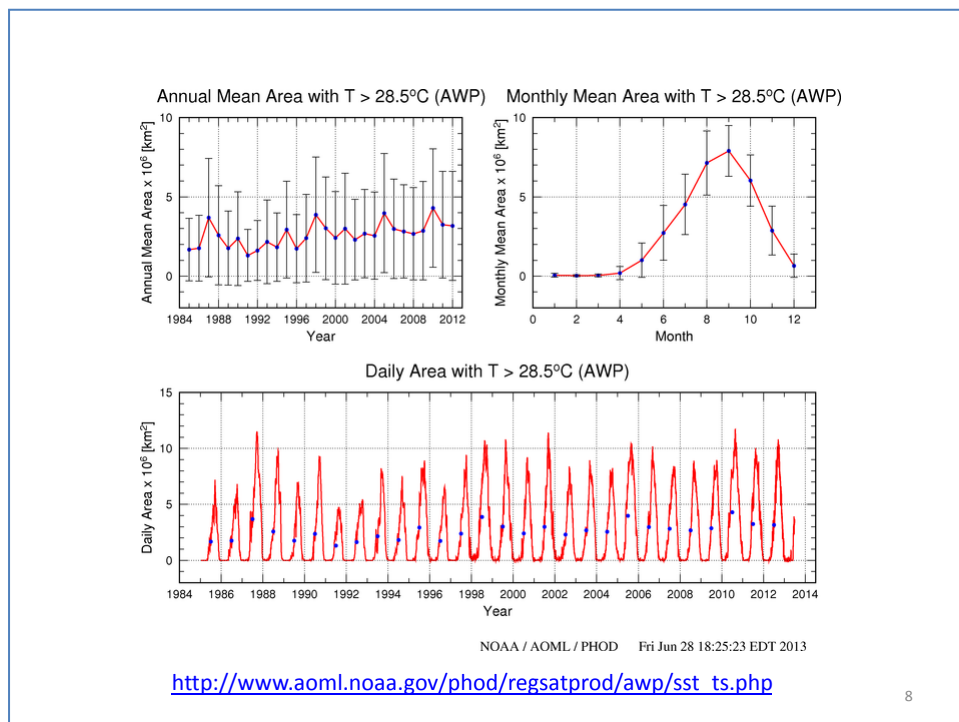 Annual Mean Area with T > 28.5°C (AWP)
Annual Mean Area x 10⁶ [km²]
10
5
0
1984 1988 1992 1996 2000 2004 2008 2012
Year
Monthly Mean Area with T > 28.5°C (AWP)
Monthly Mean Area x 10⁶ [km²]
10
5
0
0 2 4 6 8 10 12
Month
Daily Area with T > 28.5°C (AWP)
Daily Area x 10⁶ [km²]
15
10
5
0
1984 1986 1988 1990 1992 1994 1996 1998 2000 2002 2004 2006 2008 2010 2012 2014
Year
NOAA / AOML / PHOD Fri Jun 28 18:25:23 EDT 2013
http://www.aoml.noaa.gov/phod/regsatprod/awp/sst_ts.php
8